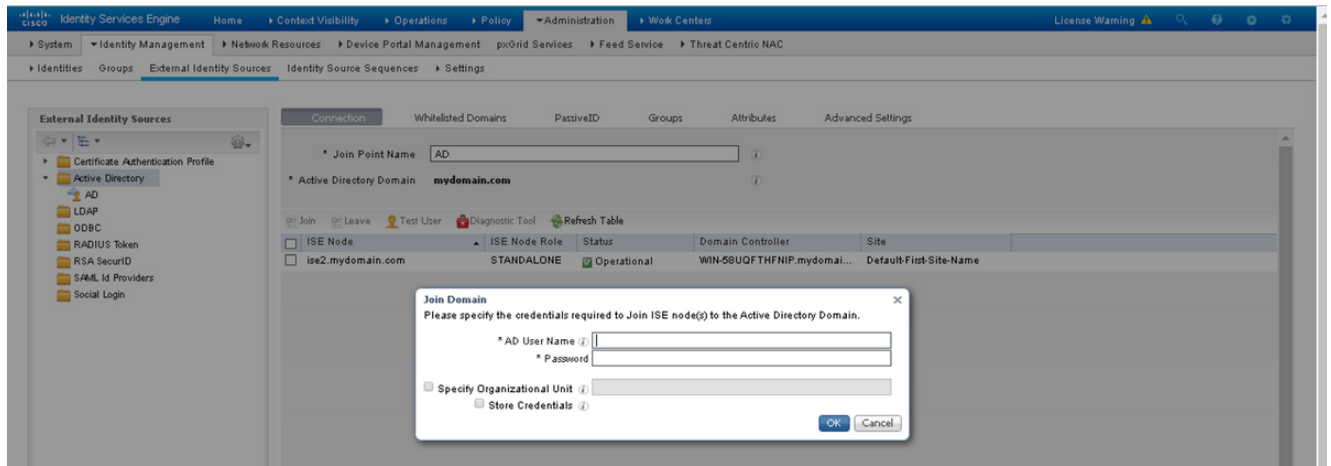 cisco Identity Services Engine Home Context Visibility Operations Policy Administration Work Centers License Warning
System Identity Management Network Resources Device Portal Management pxGrid Services Feed Service Threat Centric NAC
Identities Groups External Identity Sources Identity Source Sequences Settings
External Identity Sources
Certificate Authentication Profile
Active Directory
AD
LDAP
ODBC
RADIUS Token
RSA SecurID
SAML Id Providers
Social Login
Connection Whitelisted Domains PassiveID Groups Attributes Advanced Settings
* Join Point Name AD
* Active Directory Domain mydomain.com
Join Leave Test User Diagnostic Tool Refresh Table
ISE Node ISE Node Role Status Domain Controller Site
ise2.mydomain.com STANDALONE Operational WIN-58UQFTHFNIP.mydomai... Default-First-Site-Name
Join Domain
Please specify the credentials required to Join ISE node(s) to the Active Directory Domain.
* AD User Name
* Password
Specify Organizational Unit
Store Credentials
OK Cancel